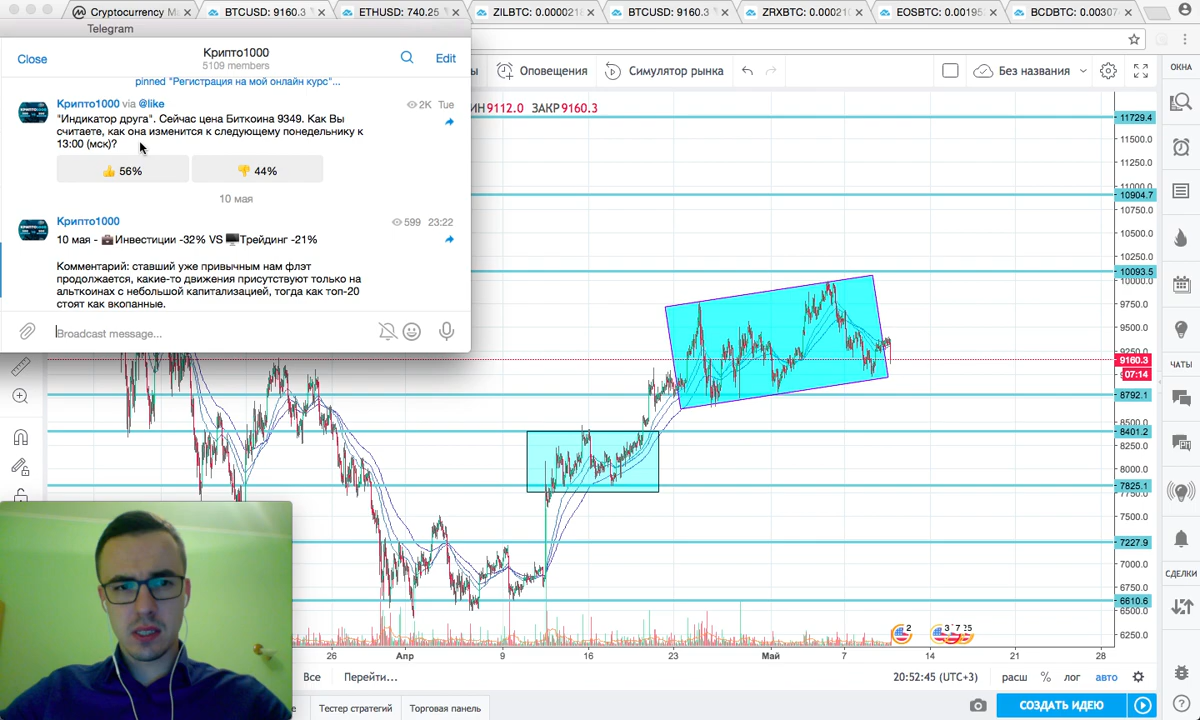 Cryptocurrency Ma
BTCUSD: 9160.3
ETHUSD: 740.25
ZILBTC: 0.0000216
BTCUSD: 9160.3
ZRXBTC: 0.000210
EOSBTC: 0.00195
BCDBTC: 0.00307
Telegram
Close
Крипто1000
5109 members
Edit
pinned "Регистрация на мой онлайн курс"...
Крипто1000 via @like
2K Tue
"Индикатор друга". Сейчас цена Биткоина 9349. Как Вы
считаете, как она изменится к следующему понедельнику к
13:00 (мск)?
👍 56%
👎 44%
10 мая
Крипто1000
599 23:22
10 мая - 💼Инвестиции -32% VS 🖥Трейдинг -21%
Комментарий: ставший уже привычным нам флэт
продолжается, какие-то движения присутствуют только на
альткоинах с небольшой капитализацией, тогда как топ-20
стоят как вкопанные.
Broadcast message...
Оповещения
Симулятор рынка
Без названия
ОКНА
9112.0 ЗАКР 9160.3
11729.4
11500.0
11250.0
10904.7
10750.0
10500.0
10250.0
10093.5
10000.0
9750.0
9500.0
9250.0
9160.3
07:14
8792.1
8500.0
8401.2
8250.0
8000.0
7825.1
7750.0
7500.0
7227.9
7000.0
6750.0
6610.6
6500.0
6250.0
ЧАТЫ
СДЕЛКИ
26
Апр
9
16
23
Май
7
14
21
28
Все
Перейти...
20:52:45 (UTC+3)
расш
%
лог
авто
Тестер стратегий
Торговая панель
СОЗДАТЬ ИДЕЮ